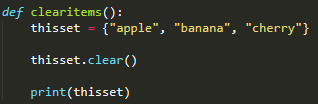 def clearitems():
    thisset = {"apple", "banana", "cherry"}
    thisset.clear()
    print(thisset)